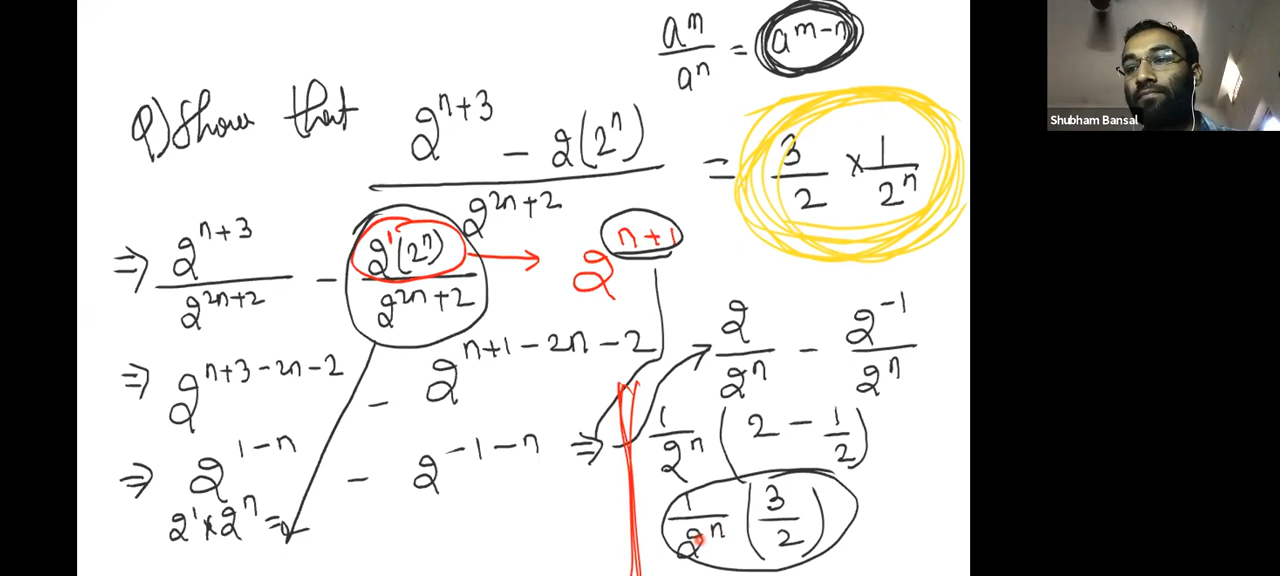 a^m / a^n = a^(m-n)
Shubham Bansal
Q) Show that (2^(n+3) - 2(2^n)) / 2^(2n+2) = 3/2 × 1/2^n
⇒ 2^(n+3) / 2^(2n+2) - 2^1(2^n) / 2^(2n+2) → 2^(n+1)
⇒ 2^(n+3-2n-2) - 2^(n+1-2n-2)
⇒ 2^(1-n) - 2^(-1-n) ⇒
2^1 × 2^n ⇒
2/2^n - 2^(-1)/2^n
1/2^n (2 - 1/2)
1/2^n (3/2)